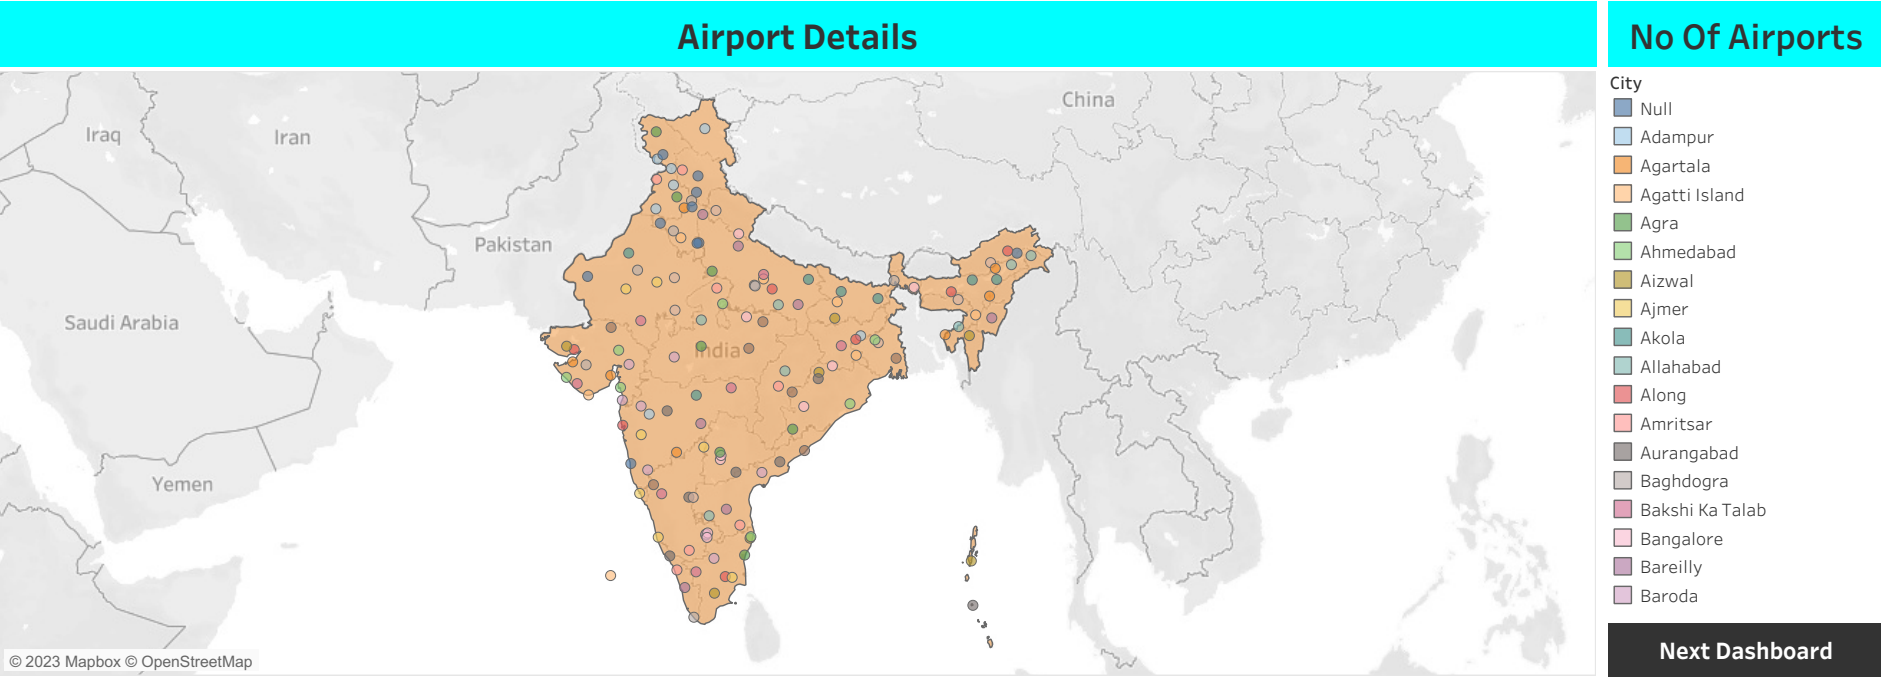 Airport Details
No Of Airports
City
Null
Adampur
Agartala
Agatti Island
Agra
Ahmedabad
Aizwal
Ajmer
Akola
Allahabad
Along
Amritsar
Aurangabad
Baghdogra
Bakshi Ka Talab
Bangalore
Bareilly
Baroda
Next Dashboard
China
Iraq
Iran
Pakistan
Saudi Arabia
India
Yemen
© 2023 Mapbox © OpenStreetMap